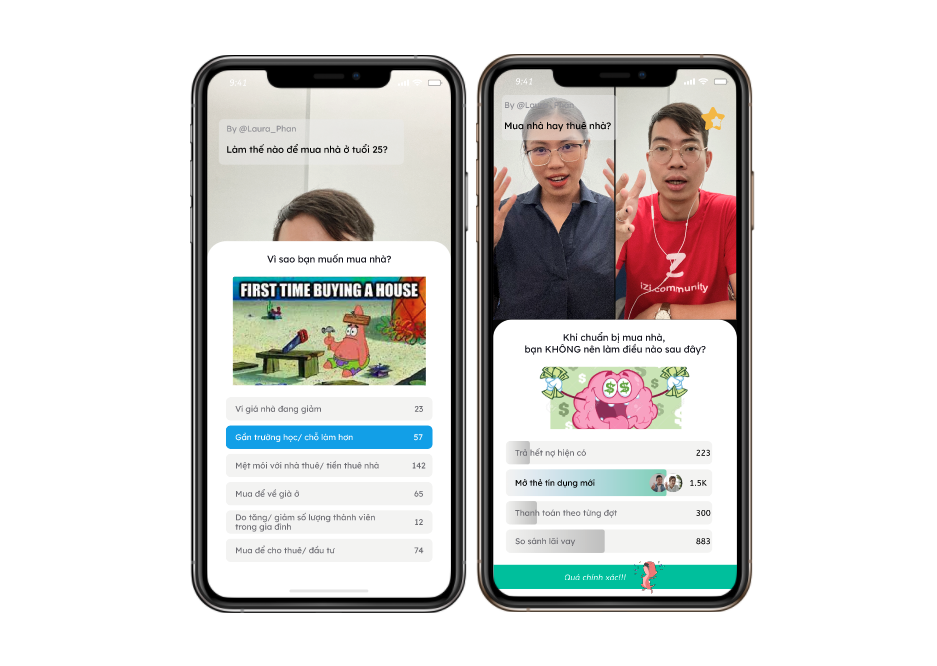 9:41
By @Laura_Phan
Làm thế nào để mua nhà ở tuổi 25?
Vì sao bạn muốn mua nhà?
FIRST TIME BUYING A HOUSE
Vì giá nhà đang giảm 23
Gần trường học/ chỗ làm hơn 57
Mệt mỏi với nhà thuê/ tiền thuê nhà 142
Mua để về già ở 65
Do tăng/ giảm số lượng thành viên
trong gia đình 12
Mua để cho thuê/ đầu tư 74
9:41
By @Laura_Phan
Mua nhà hay thuê nhà?
iZi community
Khi chuẩn bị mua nhà,
bạn KHÔNG nên làm điều nào sau đây?
Trả hết nợ hiện có 223
Mở thẻ tín dụng mới 1.5K
Thanh toán theo từng đợt 300
So sánh lãi vay 883
Quá chính xác!!!